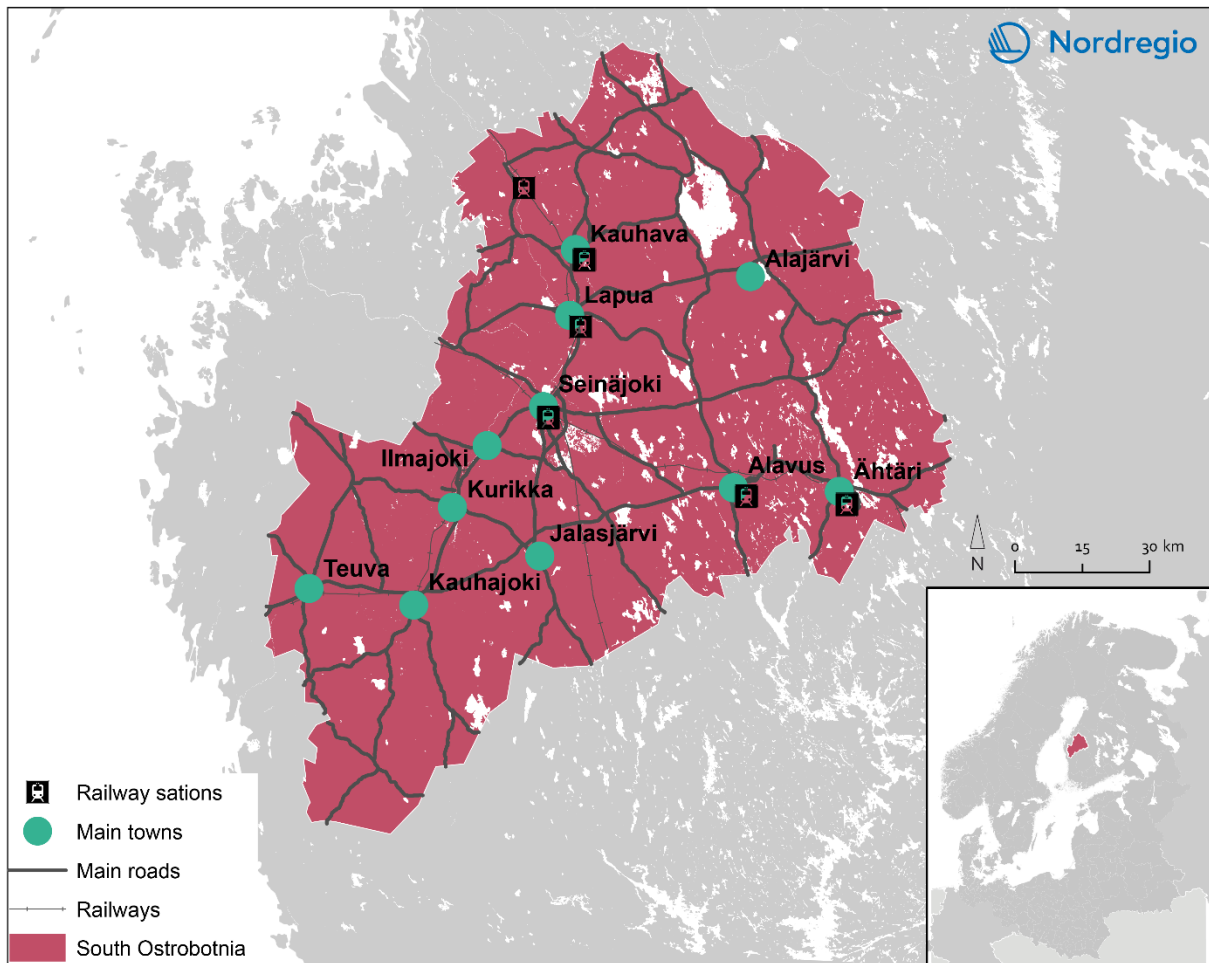 Nordregio
Kauhava
Alajärvi
Lapua
Seinäjoki
Ilmajoki
Alavus
Ähtäri
Kurikka
Jalasjärvi
Teuva
Kauhajoki
N
0 15 30 km
Railway sations
Main towns
Main roads
Railways
South Ostrobotnia